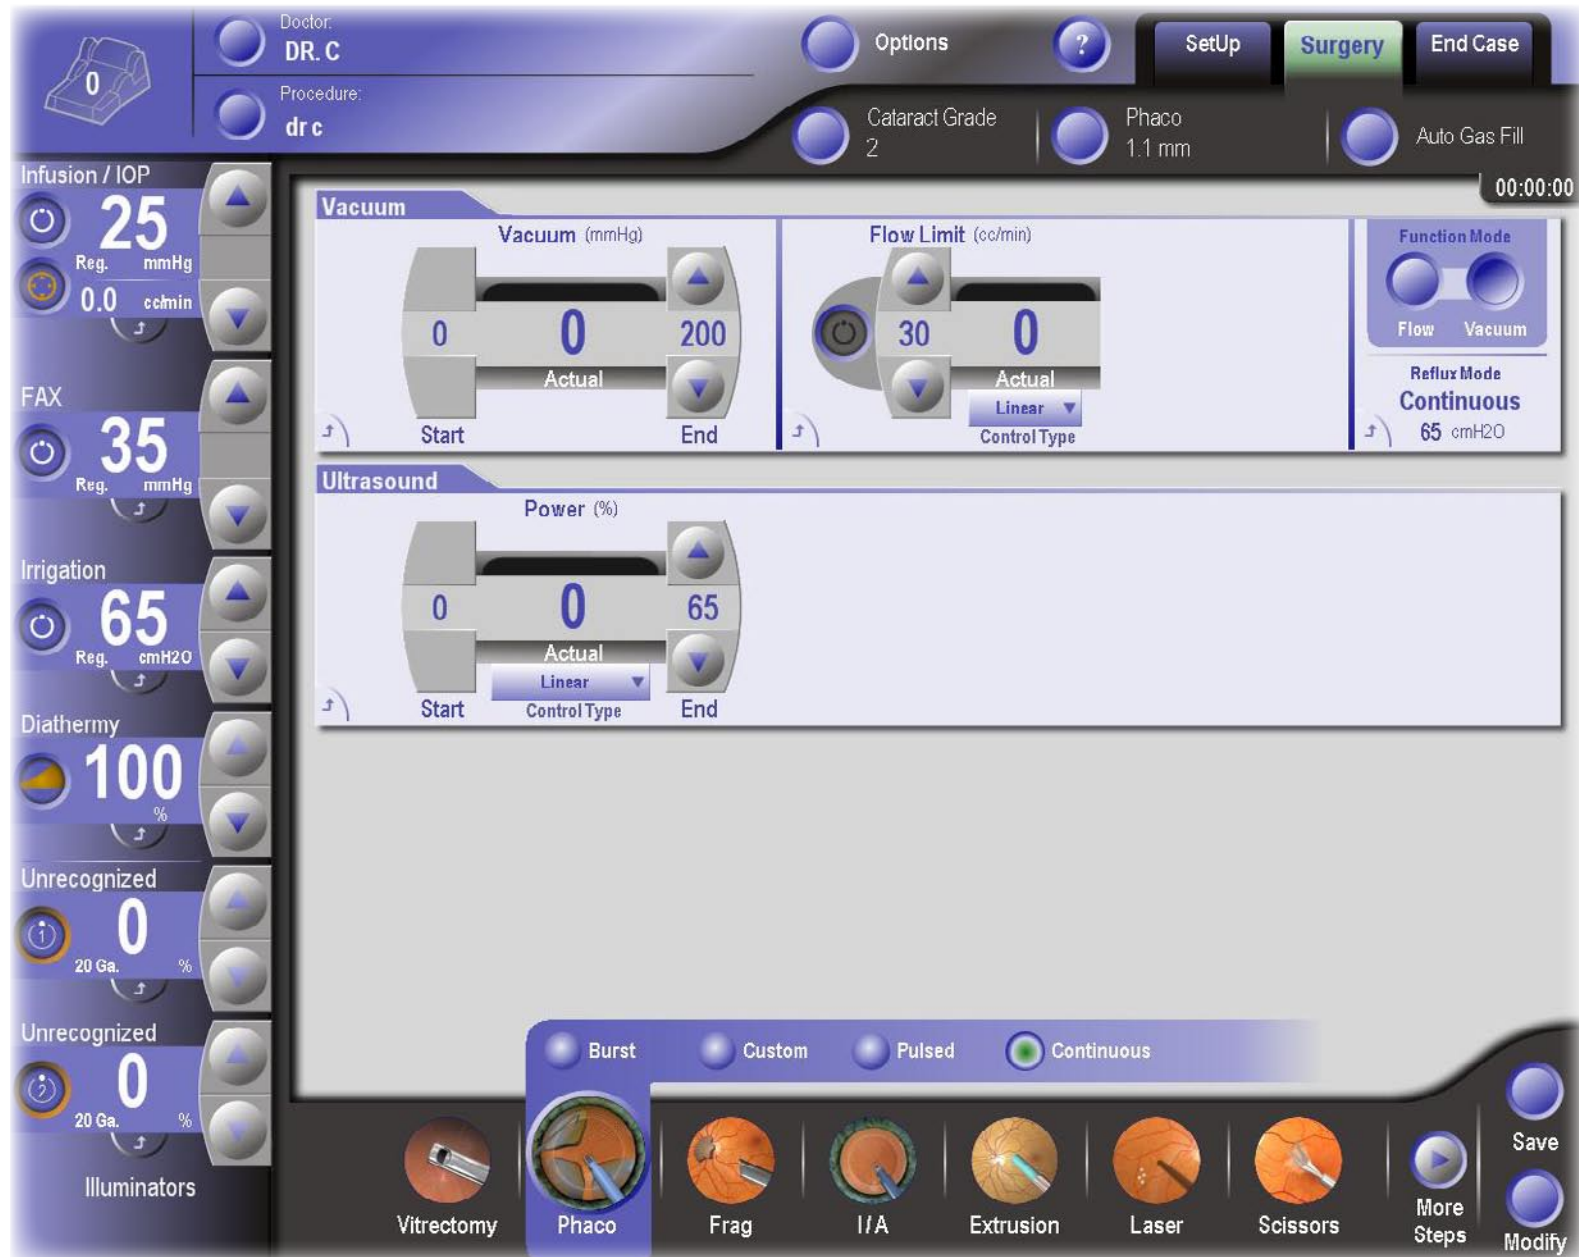 0
Doctor:
DR. C
Procedure:
dr c
Options
?
SetUp
Surgery
End Case
Cataract Grade
2
Phaco
1.1 mm
Auto Gas Fill
00:00:00
Infusion / IOP
25
Reg. mmHg
0.0 cc/min
FAX
35
Reg. mmHg
Irrigation
65
Reg. cmH2O
Diathermy
100
%
Unrecognized
1
0
20 Ga. %
Unrecognized
2
0
20 Ga. %
Illuminators
Vacuum
Vacuum (mmHg)
0 0 200
Actual
Start End
Flow Limit (cc/min)
30 0
Actual
Linear
Control Type
Function Mode
Flow Vacuum
Reflux Mode
Continuous
65 cmH2O
Ultrasound
Power (%)
0 0 65
Actual
Linear
Start Control Type End
Burst Custom Pulsed Continuous
Vitrectomy Phaco Frag I/A Extrusion Laser Scissors
More
Steps
Save
Modify